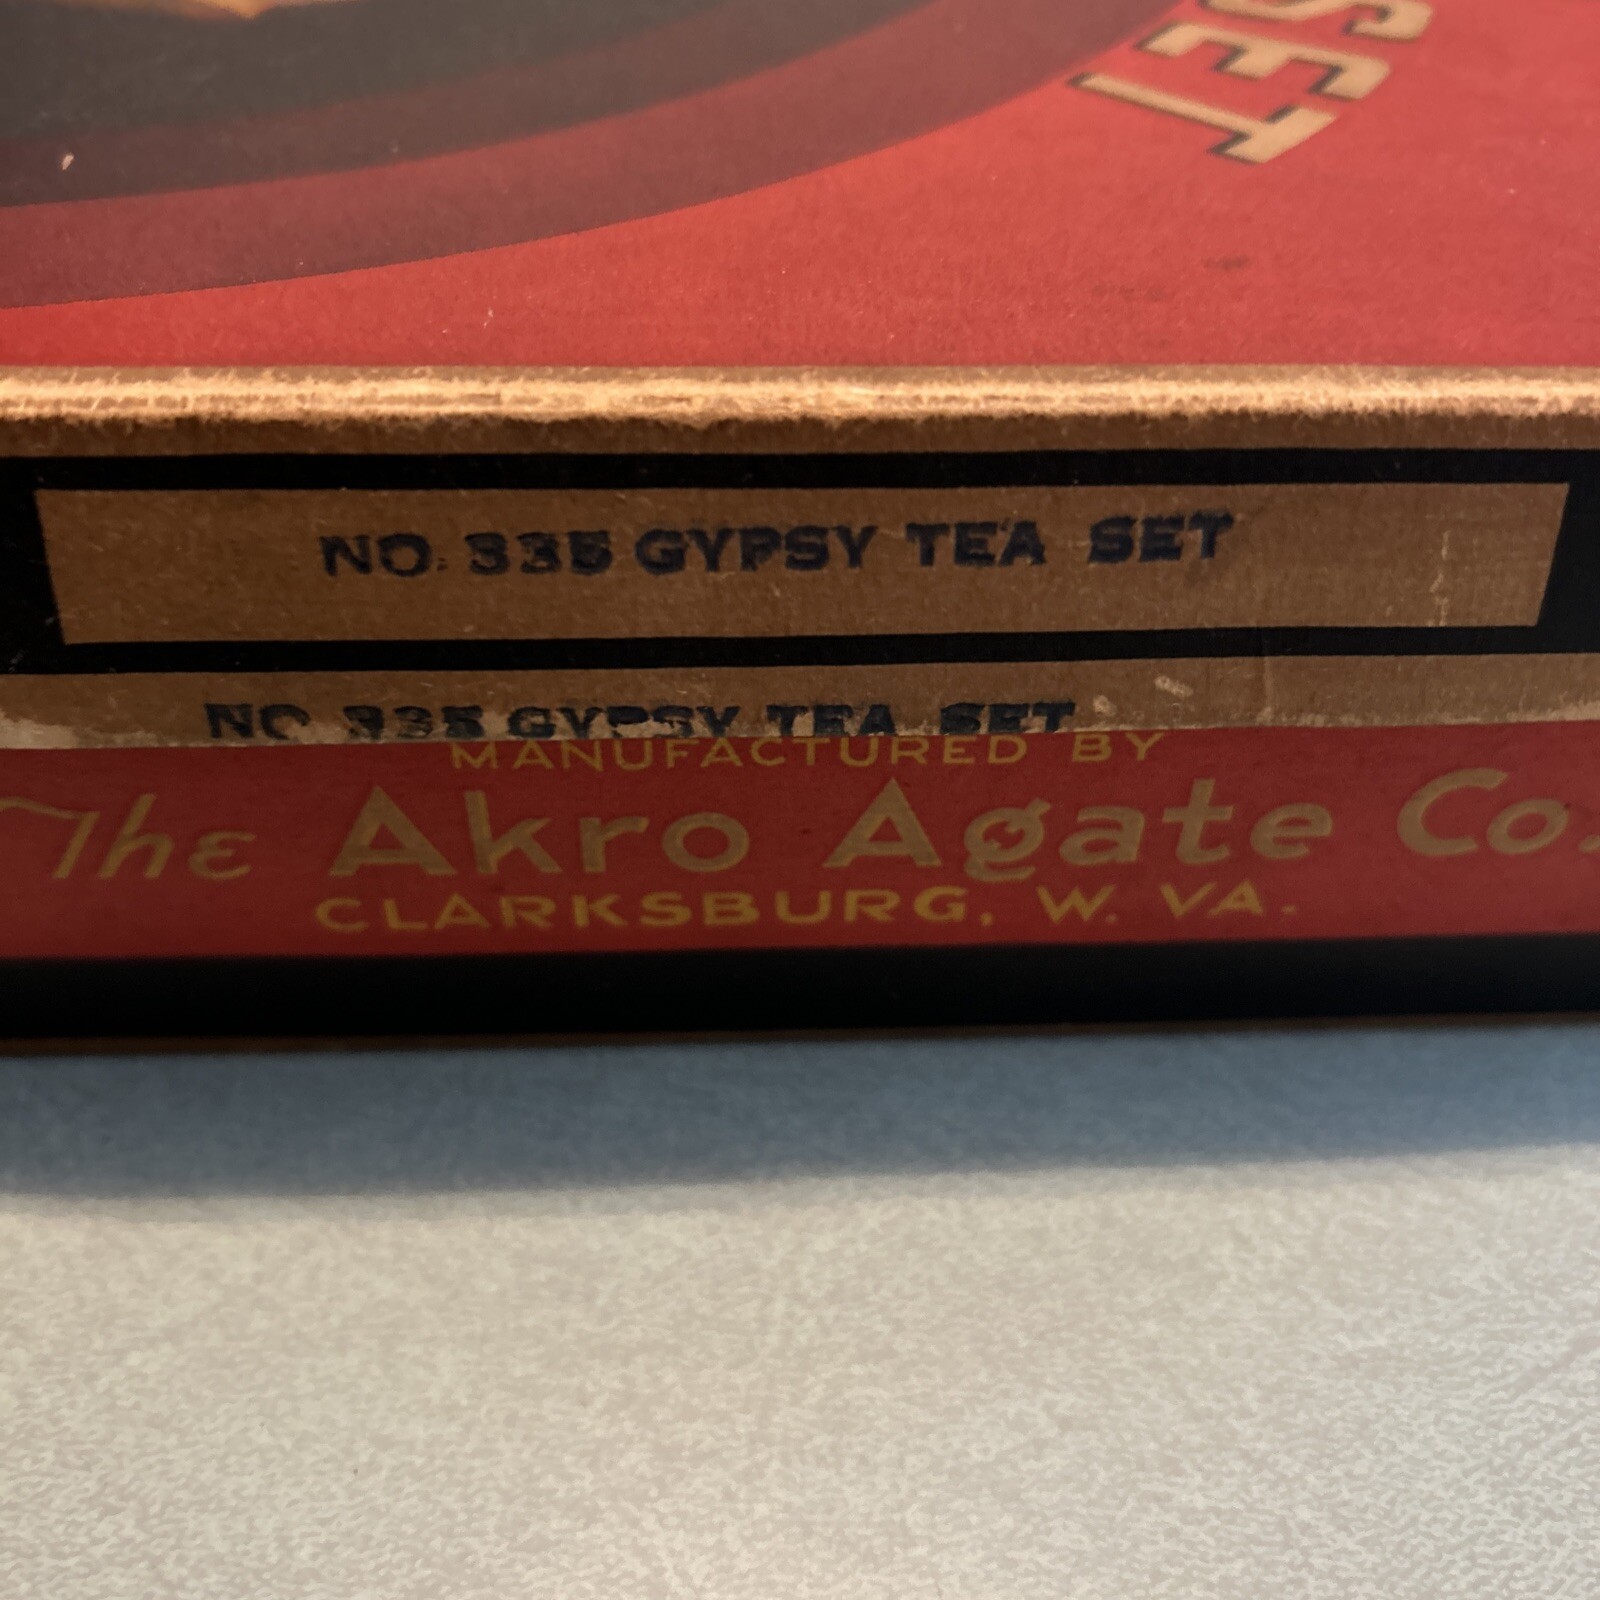 SET
NO. 335 GYPSY TEA SET
NO 335 GYPSY TEA SET
MANUFACTURED BY
The Akro Agate Co.
CLARKSBURG, W. VA.